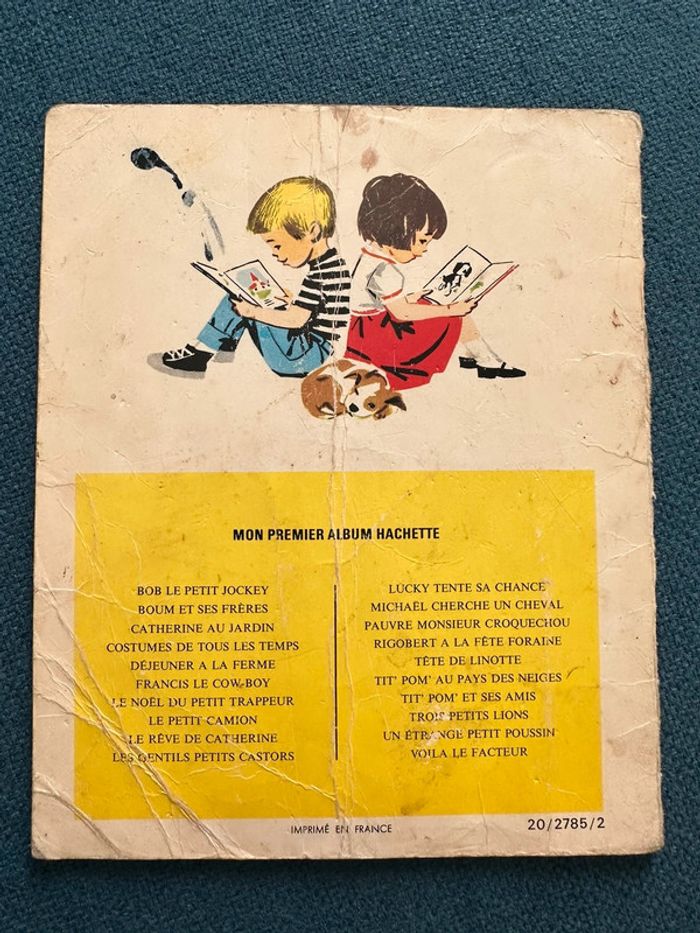 MON PREMIER ALBUM HACHETTE
BOB LE PETIT JOCKEY
BOUM ET SES FRÈRES
CATHERINE AU JARDIN
COSTUMES DE TOUS LES TEMPS
DÉJEUNER A LA FERME
FRANCIS LE COW-BOY
LE NOËL DU PETIT TRAPPEUR
LE PETIT CAMION
LE RÊVE DE CATHERINE
LES GENTILS PETITS CASTORS
LUCKY TENTE SA CHANCE
MICHAËL CHERCHE UN CHEVAL
PAUVRE MONSIEUR CROQUECHOU
RIGOBERT A LA FÊTE FORAINE
TÊTE DE LINOTTE
TIT' POM' AU PAYS DES NEIGES
TIT' POM' ET SES AMIS
TROIS PETITS LIONS
UN ÉTRANGE PETIT POUSSIN
VOILA LE FACTEUR
IMPRIMÉ EN FRANCE
20/2785/2